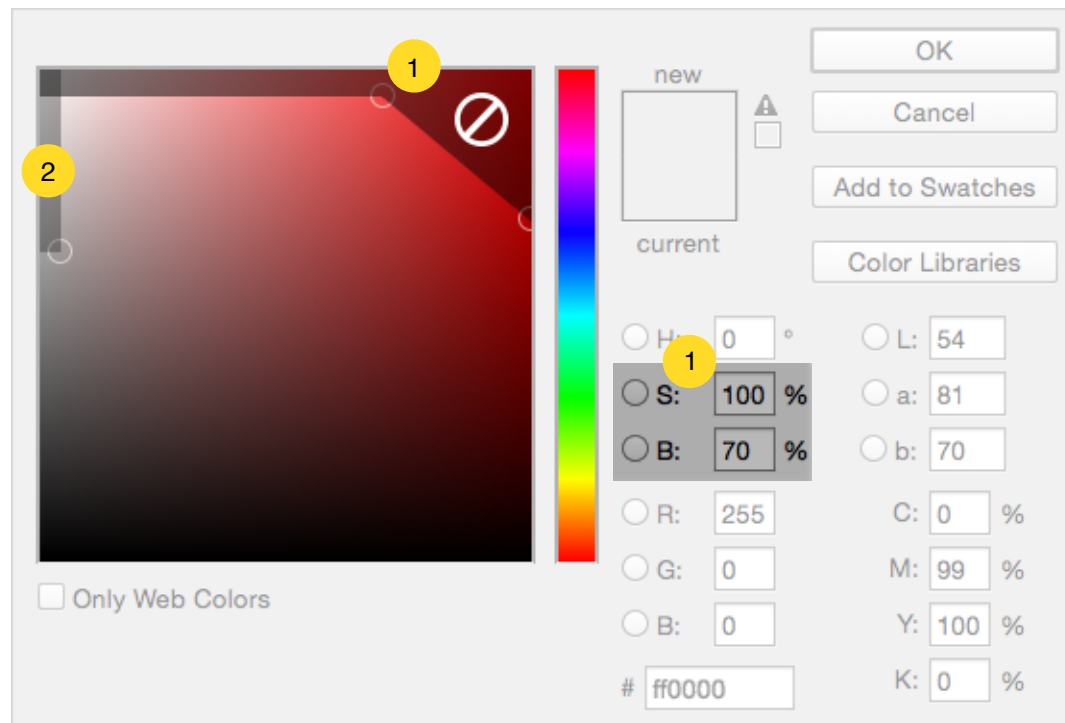 1
2
new
current
OK
Cancel
Add to Swatches
Color Libraries
1
H: 0 °
S: 100 %
B: 70 %
R: 255
G: 0
B: 0
# ff0000
L: 54
a: 81
b: 70
C: 0 %
M: 99 %
Y: 100 %
K: 0 %
Only Web Colors